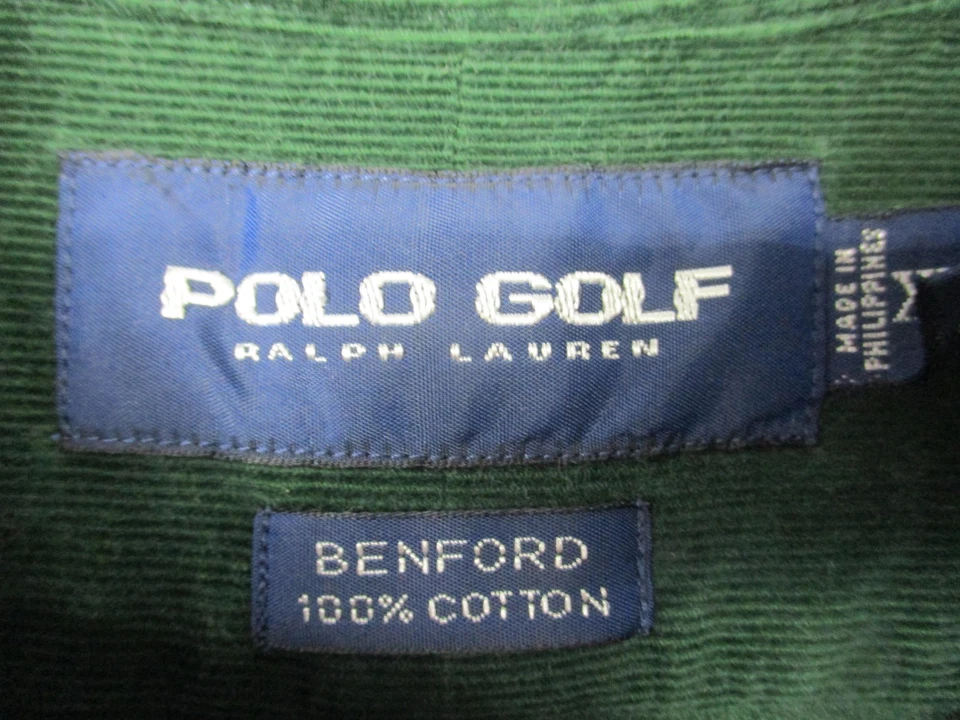 POLO GOLF
RALPH LAUREN
MADE IN
PHILIPPINES
M
BENFORD
100% COTTON